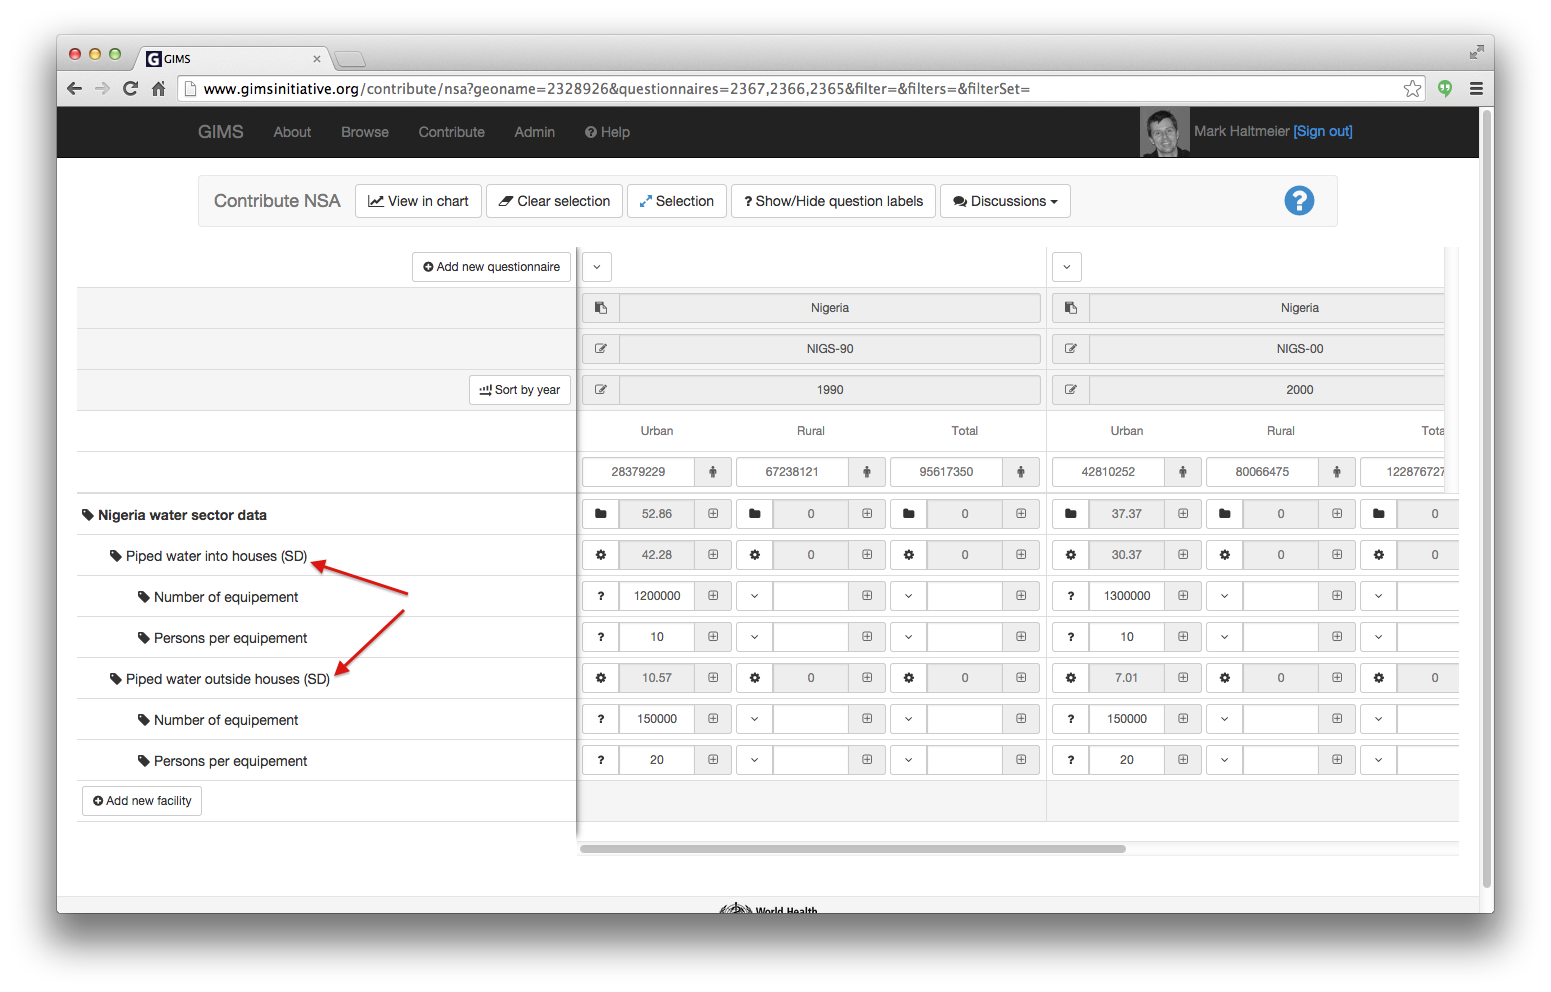 GIMS
www.gimsinitiative.org/contribute/nsa?geoname=2328926&questionnaires=2367,2366,2365&filter=&filters=&filterSet=
GIMS About Browse Contribute Admin Help Mark Haltmeier [Sign out]
Contribute NSA View in chart Clear selection Selection ? Show/Hide question labels Discussions ?
Add new questionnaire
Nigeria Nigeria
NIGS-90 NIGS-00
Sort by year 1990 2000
Urban Rural Total Urban Rural Tota
28379229 67238121 95617350 42810252 80066475 122876727
Nigeria water sector data 52.86 0 0 37.37 0 0
Piped water into houses (SD) 42.28 0 0 30.37 0 0
Number of equipement ? 1200000 ? 1300000
Persons per equipement ? 10 ? 10
Piped water outside houses (SD) 10.57 0 0 7.01 0 0
Number of equipement ? 150000 ? 150000
Persons per equipement ? 20 ? 20
Add new facility
World Health